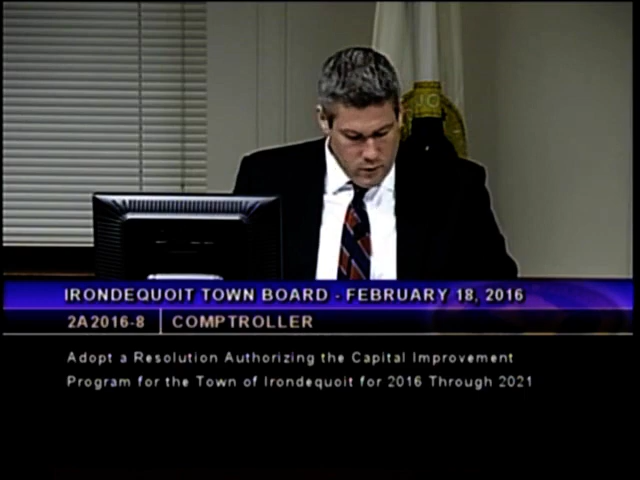 IRONDEQUOIT TOWN BOARD - FEBRUARY 18, 2016
2A2016-8 COMPTROLLER
Adopt a Resolution Authorizing the Capital Improvement
Program for the Town of Irondequoit for 2016 Through 2021